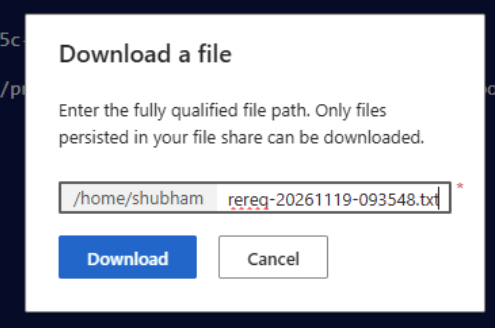 5c
/p
Download a file
Enter the fully qualified file path. Only files
persisted in your file share can be downloaded.
/home/shubham rereq-20261119-093548.txt *
Download Cancel